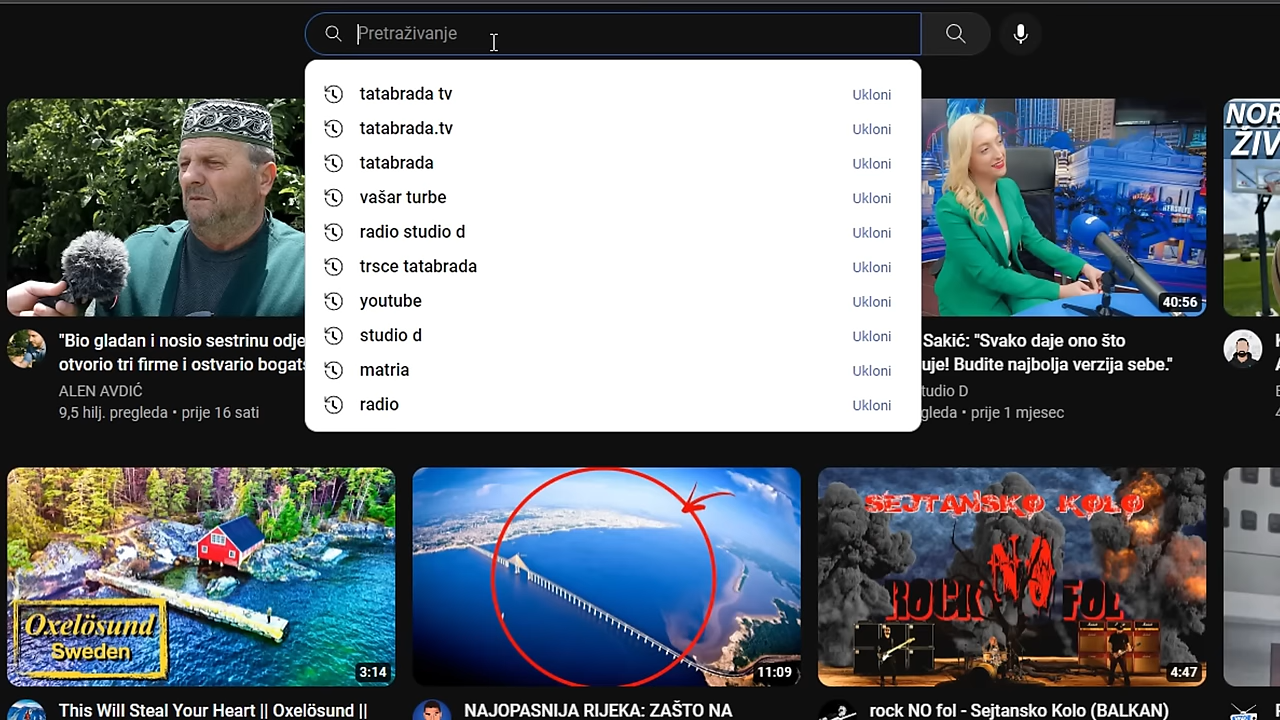 Pretraživanje
tatabrada tv
Ukloni
tatabrada.tv
Ukloni
tatabrada
Ukloni
vašar turbe
Ukloni
radio studio d
Ukloni
trsce tatabrada
Ukloni
youtube
Ukloni
studio d
Ukloni
matria
Ukloni
radio
Ukloni
40:56
"Bio gladan i nosio sestrinu odje
otvorio tri firme i ostvario bogats
ALEN AVDIĆ
9,5 hilj. pregleda • prije 16 sati
Sakić: "Svako daje ono što
uje! Budite najbolja verzija sebe."
tudio D
gleda • prije 1 mjesec
NOR
ŽIV
Oxelösund
Sweden
3:14
11:09
SEJTANSKO KOLO
ROCK NO FOL
4:47
This Will Steal Your Heart || Oxelösund ||
NAJOPASNIJA RIJEKA: ZAŠTO NA
rock NO fol - Sejtansko Kolo (BALKAN)